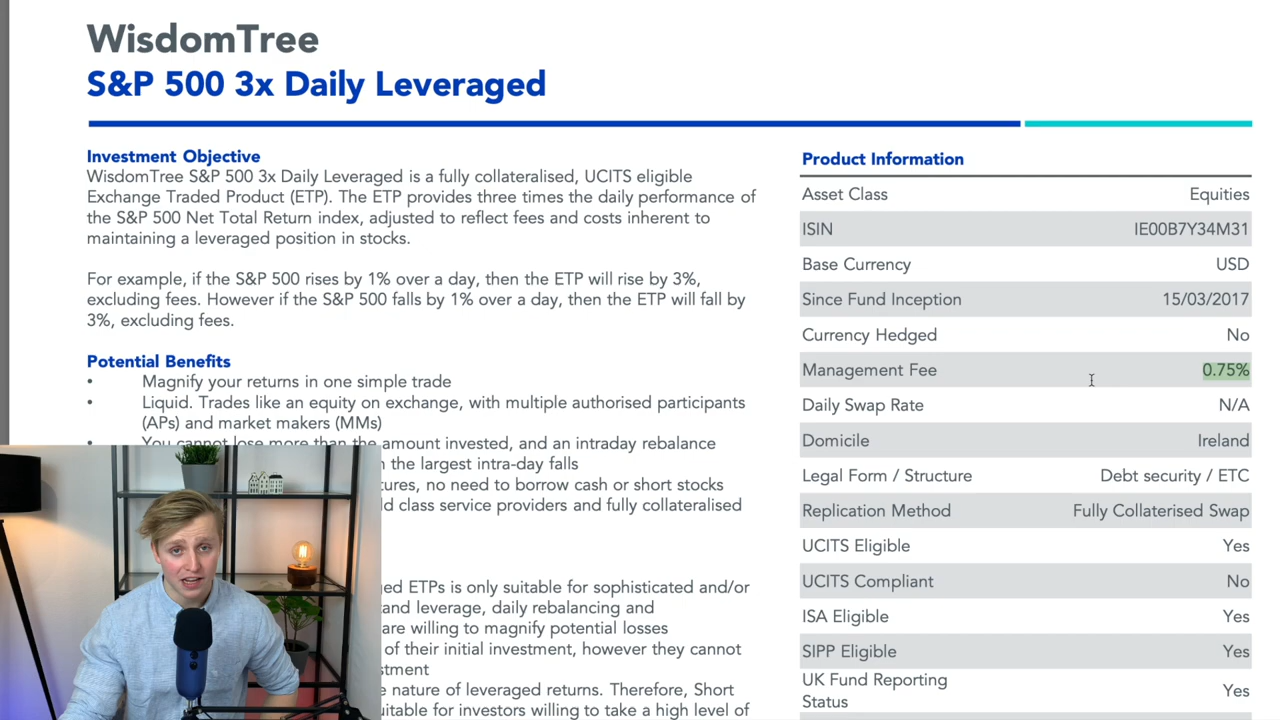 WisdomTree
S&P 500 3x Daily Leveraged
Investment Objective
WisdomTree S&P 500 3x Daily Leveraged is a fully collateralised, UCITS eligible
Exchange Traded Product (ETP). The ETP provides three times the daily performance of
the S&P 500 Net Total Return index, adjusted to reflect fees and costs inherent to
maintaining a leveraged position in stocks.
For example, if the S&P 500 rises by 1% over a day, then the ETP will rise by 3%,
excluding fees. However if the S&P 500 falls by 1% over a day, then the ETP will fall by
3%, excluding fees.
Potential Benefits
• Magnify your returns in one simple trade
• Liquid. Trades like an equity on exchange, with multiple authorised participants
(APs) and market makers (MMs)
You cannot lose more than the amount invested, and an intraday rebalance
the largest intra-day falls
no need to borrow cash or short stocks
class service providers and fully collateralised
ETPs is only suitable for sophisticated and/or
leverage, daily rebalancing and
are willing to magnify potential losses
of their initial investment, however they cannot
nature of leveraged returns. Therefore, Short
for investors willing to take a high level of
Product Information
Asset Class Equities
ISIN IE00B7Y34M31
Base Currency USD
Since Fund Inception 15/03/2017
Currency Hedged No
Management Fee 0.75%
Daily Swap Rate N/A
Domicile Ireland
Legal Form / Structure Debt security / ETC
Replication Method Fully Collaterised Swap
UCITS Eligible Yes
UCITS Compliant No
ISA Eligible Yes
SIPP Eligible Yes
UK Fund Reporting
Status Yes